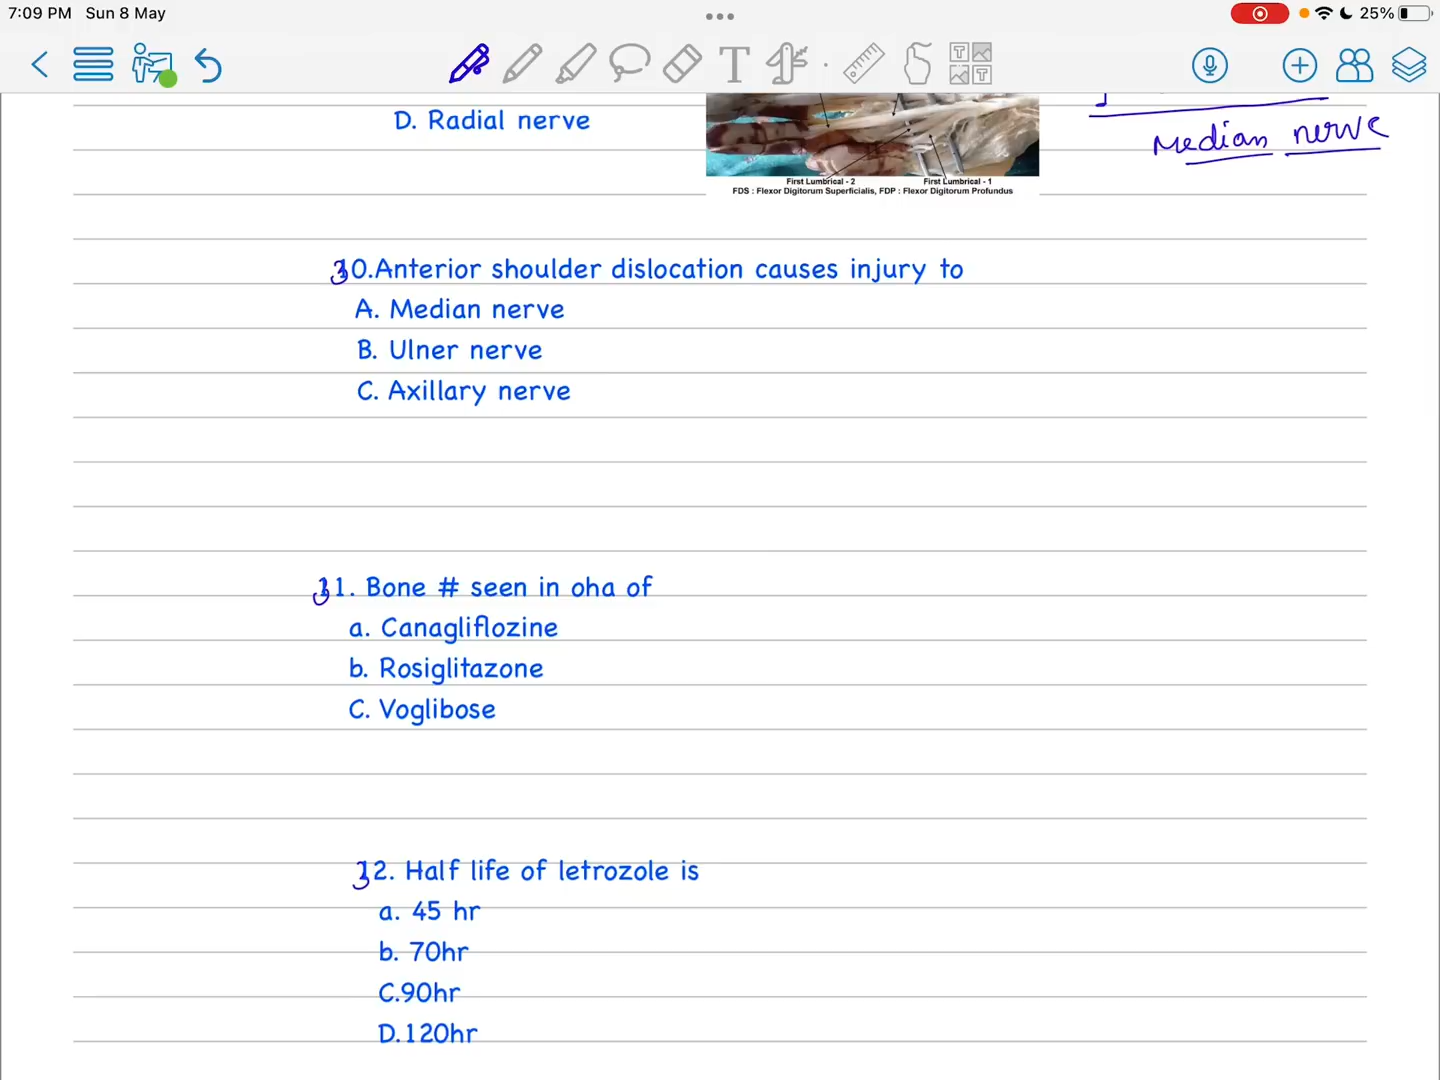 7:09 PM Sun 8 May
25%
D. Radial nerve
Median nerve
First Lumbrical - 2 First Lumbrical - 1
FDS : Flexor Digitorum Superficialis, FDP : Flexor Digitorum Profundus
30.Anterior shoulder dislocation causes injury to
A. Median nerve
B. Ulner nerve
C. Axillary nerve
31. Bone # seen in oha of
a. Canagliflozine
b. Rosiglitazone
C. Voglibose
32. Half life of letrozole is
a. 45 hr
b. 70hr
C.90hr
D.120hr